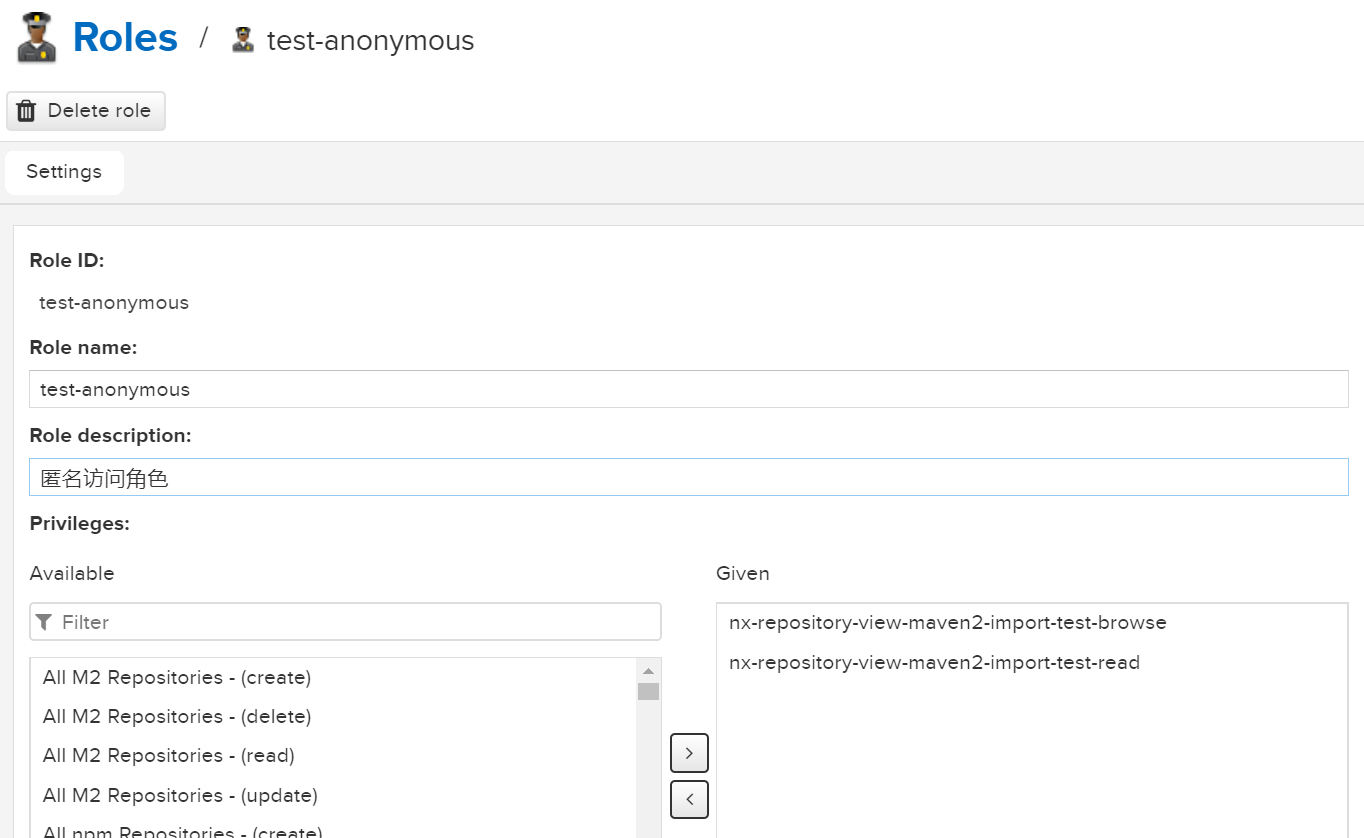 Roles / test-anonymous
Delete role
Settings
Role ID:
test-anonymous
Role name:
test-anonymous
Role description:
匿名访问角色
Privileges:
Available
Given
Filter
nx-repository-view-maven2-import-test-browse
nx-repository-view-maven2-import-test-read
All M2 Repositories - (create)
All M2 Repositories - (delete)
All M2 Repositories - (read)
All M2 Repositories - (update)
All npm Repositories - (create)